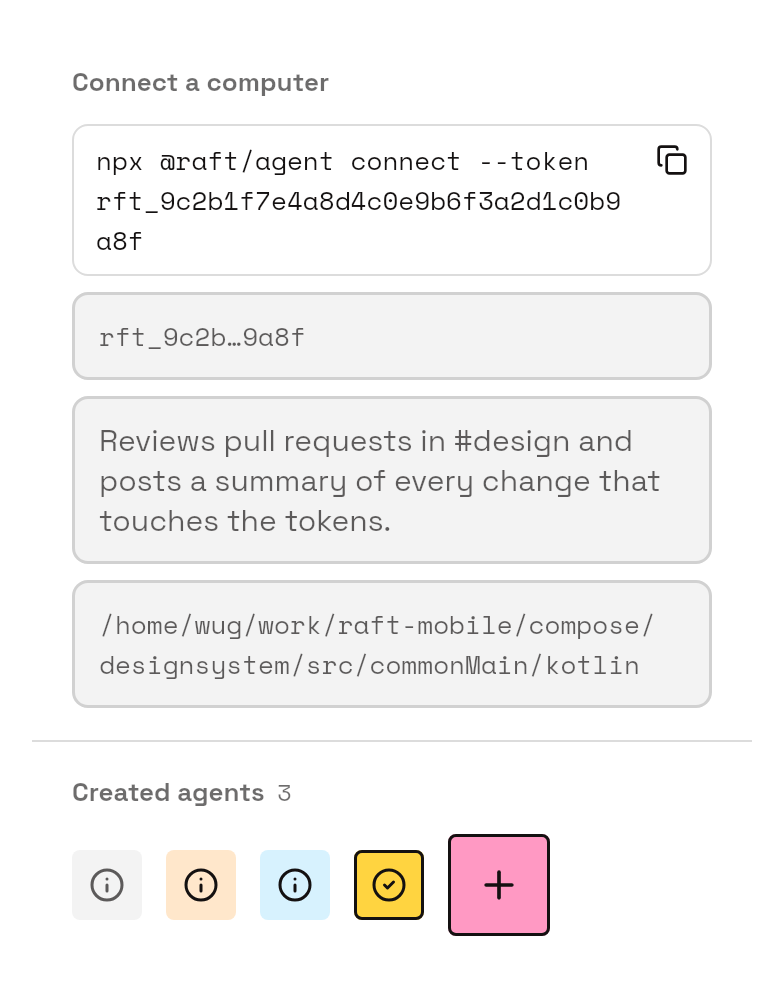 Connect a computer
npx @raft/agent connect --token
rft_9c2b1f7e4a8d4c0e9b6f3a2d1c0b9
a8f
rft_9c2b…9a8f
Reviews pull requests in #design and
posts a summary of every change that
touches the tokens.
/home/wug/work/raft-mobile/compose/
designsystem/src/commonMain/kotlin
Created agents 3